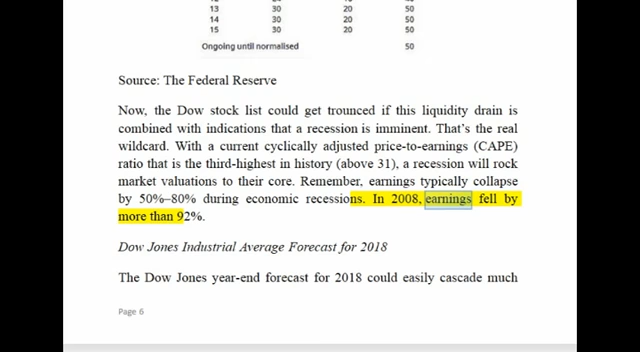 13 30 20 50
14 30 20 50
15 30 20 50
Ongoing until normalised 50
Source: The Federal Reserve
Now, the Dow stock list could get trounced if this liquidity drain is
combined with indications that a recession is imminent. That’s the real
wildcard. With a current cyclically adjusted price-to-earnings (CAPE)
ratio that is the third-highest in history (above 31), a recession will rock
market valuations to their core. Remember, earnings typically collapse
by 50%–80% during economic recessions. In 2008, earnings fell by
more than 92%.
Dow Jones Industrial Average Forecast for 2018
The Dow Jones year-end forecast for 2018 could easily cascade much
Page 6